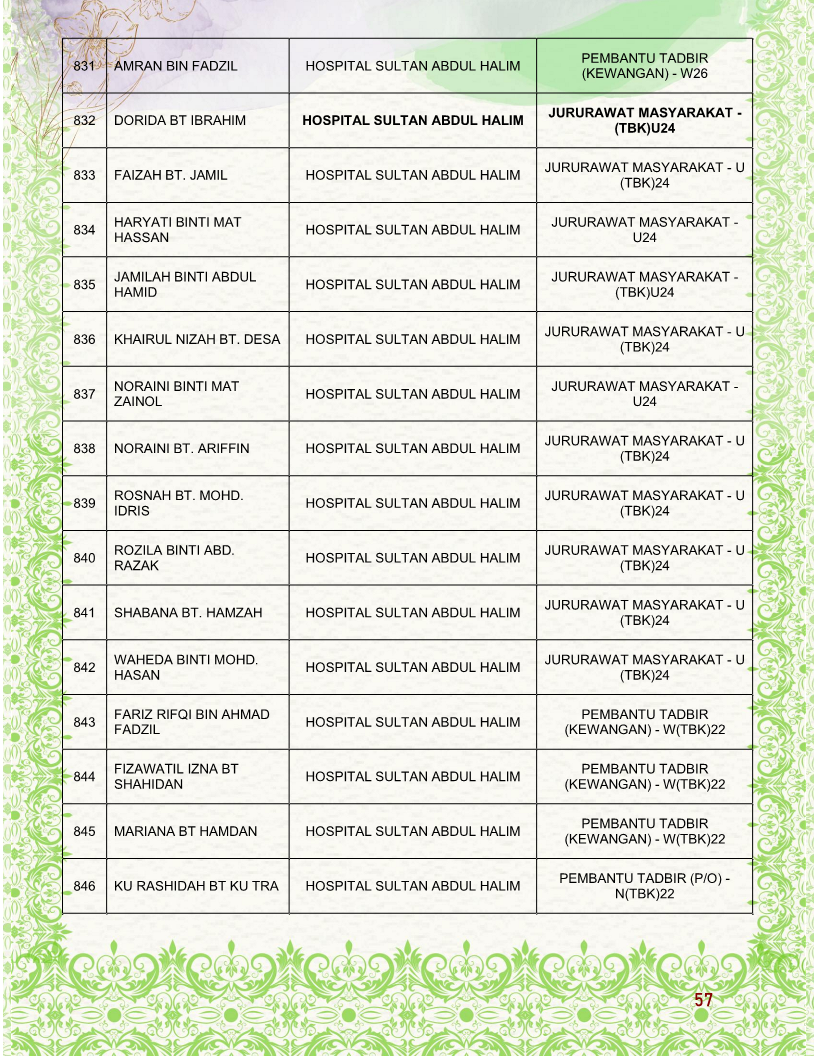 831 AMRAN BIN FADZIL HOSPITAL SULTAN ABDUL HALIM PEMBANTU TADBIR
(KEWANGAN) - W26
832 DORIDA BT IBRAHIM HOSPITAL SULTAN ABDUL HALIM JURURAWAT MASYARAKAT -
(TBK)U24
833 FAIZAH BT. JAMIL HOSPITAL SULTAN ABDUL HALIM JURURAWAT MASYARAKAT - U
(TBK)24
834 HARYATI BINTI MAT
HASSAN HOSPITAL SULTAN ABDUL HALIM JURURAWAT MASYARAKAT -
U24
835 JAMILAH BINTI ABDUL
HAMID HOSPITAL SULTAN ABDUL HALIM JURURAWAT MASYARAKAT -
(TBK)U24
836 KHAIRUL NIZAH BT. DESA HOSPITAL SULTAN ABDUL HALIM JURURAWAT MASYARAKAT - U
(TBK)24
837 NORAINI BINTI MAT
ZAINOL HOSPITAL SULTAN ABDUL HALIM JURURAWAT MASYARAKAT -
U24
838 NORAINI BT. ARIFFIN HOSPITAL SULTAN ABDUL HALIM JURURAWAT MASYARAKAT - U
(TBK)24
839 ROSNAH BT. MOHD.
IDRIS HOSPITAL SULTAN ABDUL HALIM JURURAWAT MASYARAKAT - U
(TBK)24
840 ROZILA BINTI ABD.
RAZAK HOSPITAL SULTAN ABDUL HALIM JURURAWAT MASYARAKAT - U
(TBK)24
841 SHABANA BT. HAMZAH HOSPITAL SULTAN ABDUL HALIM JURURAWAT MASYARAKAT - U
(TBK)24
842 WAHEDA BINTI MOHD.
HASAN HOSPITAL SULTAN ABDUL HALIM JURURAWAT MASYARAKAT - U
(TBK)24
843 FARIZ RIFQI BIN AHMAD
FADZIL HOSPITAL SULTAN ABDUL HALIM PEMBANTU TADBIR
(KEWANGAN) - W(TBK)22
844 FIZAWATIL IZNA BT
SHAHIDAN HOSPITAL SULTAN ABDUL HALIM PEMBANTU TADBIR
(KEWANGAN) - W(TBK)22
845 MARIANA BT HAMDAN HOSPITAL SULTAN ABDUL HALIM PEMBANTU TADBIR
(KEWANGAN) - W(TBK)22
846 KU RASHIDAH BT KU TRA HOSPITAL SULTAN ABDUL HALIM PEMBANTU TADBIR (P/O) -
N(TBK)22
57